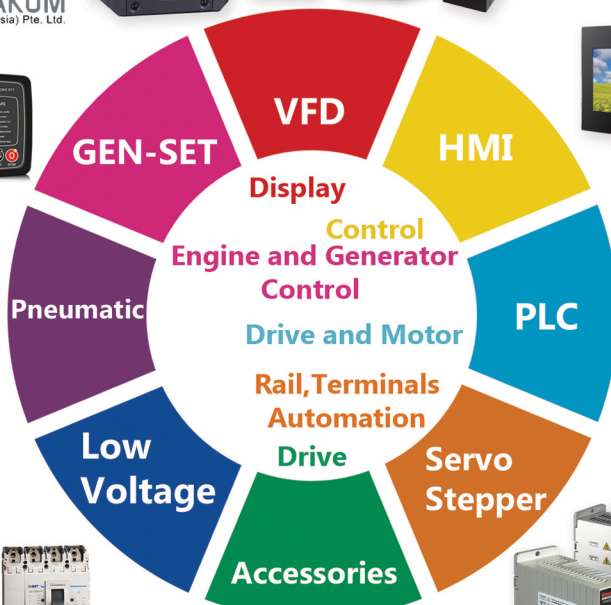 AKUM
sia) Pte. Ltd.
VFD
GEN-SET
HMI
Display
Control
Engine and Generator
Control
Pneumatic
PLC
Drive and Motor
Rail,Terminals
Automation
Drive
Low
Voltage
Servo
Stepper
Accessories